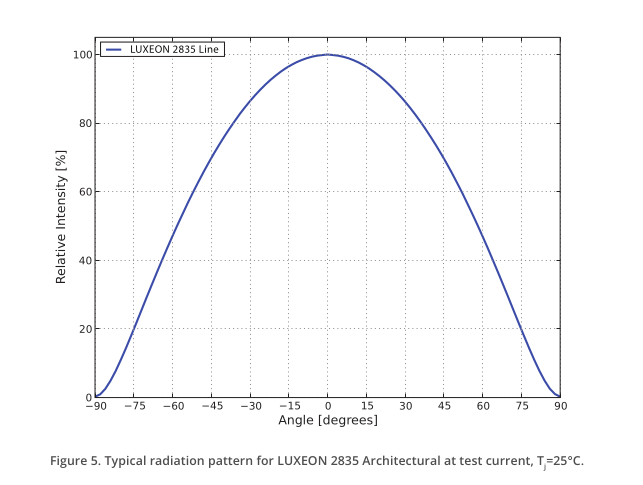 LUXEON 2835 Line
100
80
60
40
20
0
Relative Intensity [%]
−90 −75 −60 −45 −30 −15 0 15 30 45 60 75 90
Angle [degrees]
Figure 5. Typical radiation pattern for LUXEON 2835 Architectural at test current, Tj=25°C.